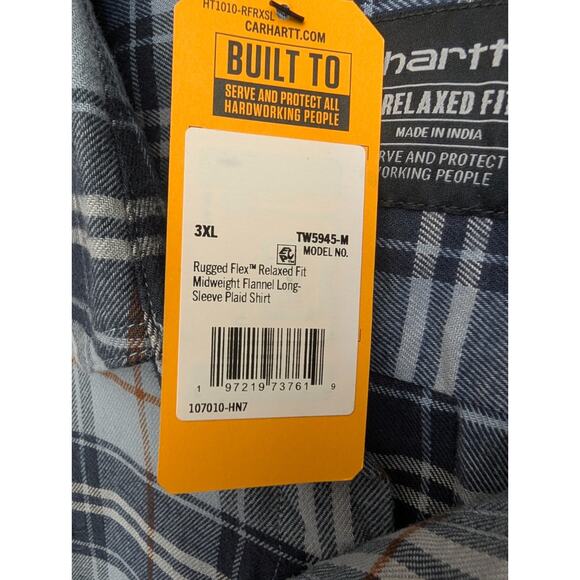 HT1010-RFRXSL
CARHARTT.COM
BUILT TO
SERVE AND PROTECT ALL
HARDWORKING PEOPLE
3XL
TW5945-M
MODEL NO.
Rugged Flex™ Relaxed Fit
Midweight Flannel Long-
Sleeve Plaid Shirt
1 97219 73761 9
107010-HN7
hartt
RELAXED FIT
MADE IN INDIA
RVE AND PROTECT
ORKING PEOPLE